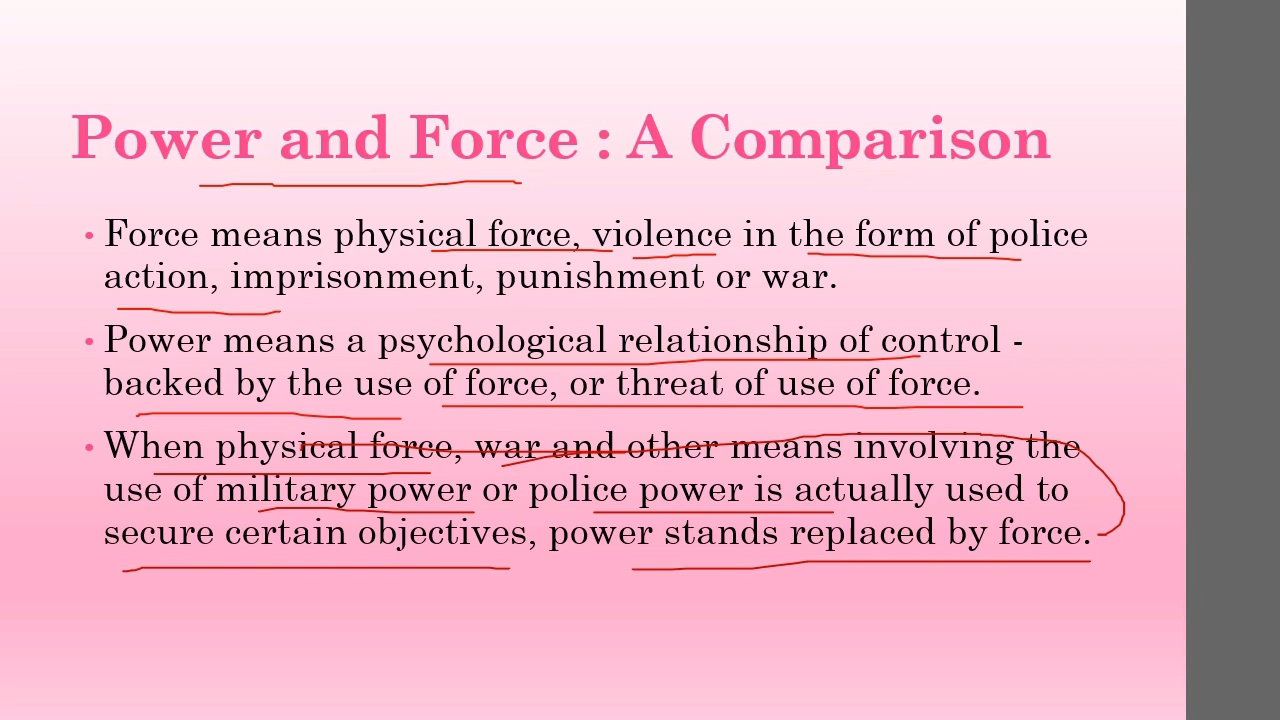 Power and Force : A Comparison
• Force means physical force, violence in the form of police
action, imprisonment, punishment or war.
• Power means a psychological relationship of control -
backed by the use of force, or threat of use of force.
• When physical force, war and other means involving the
use of military power or police power is actually used to
secure certain objectives, power stands replaced by force.